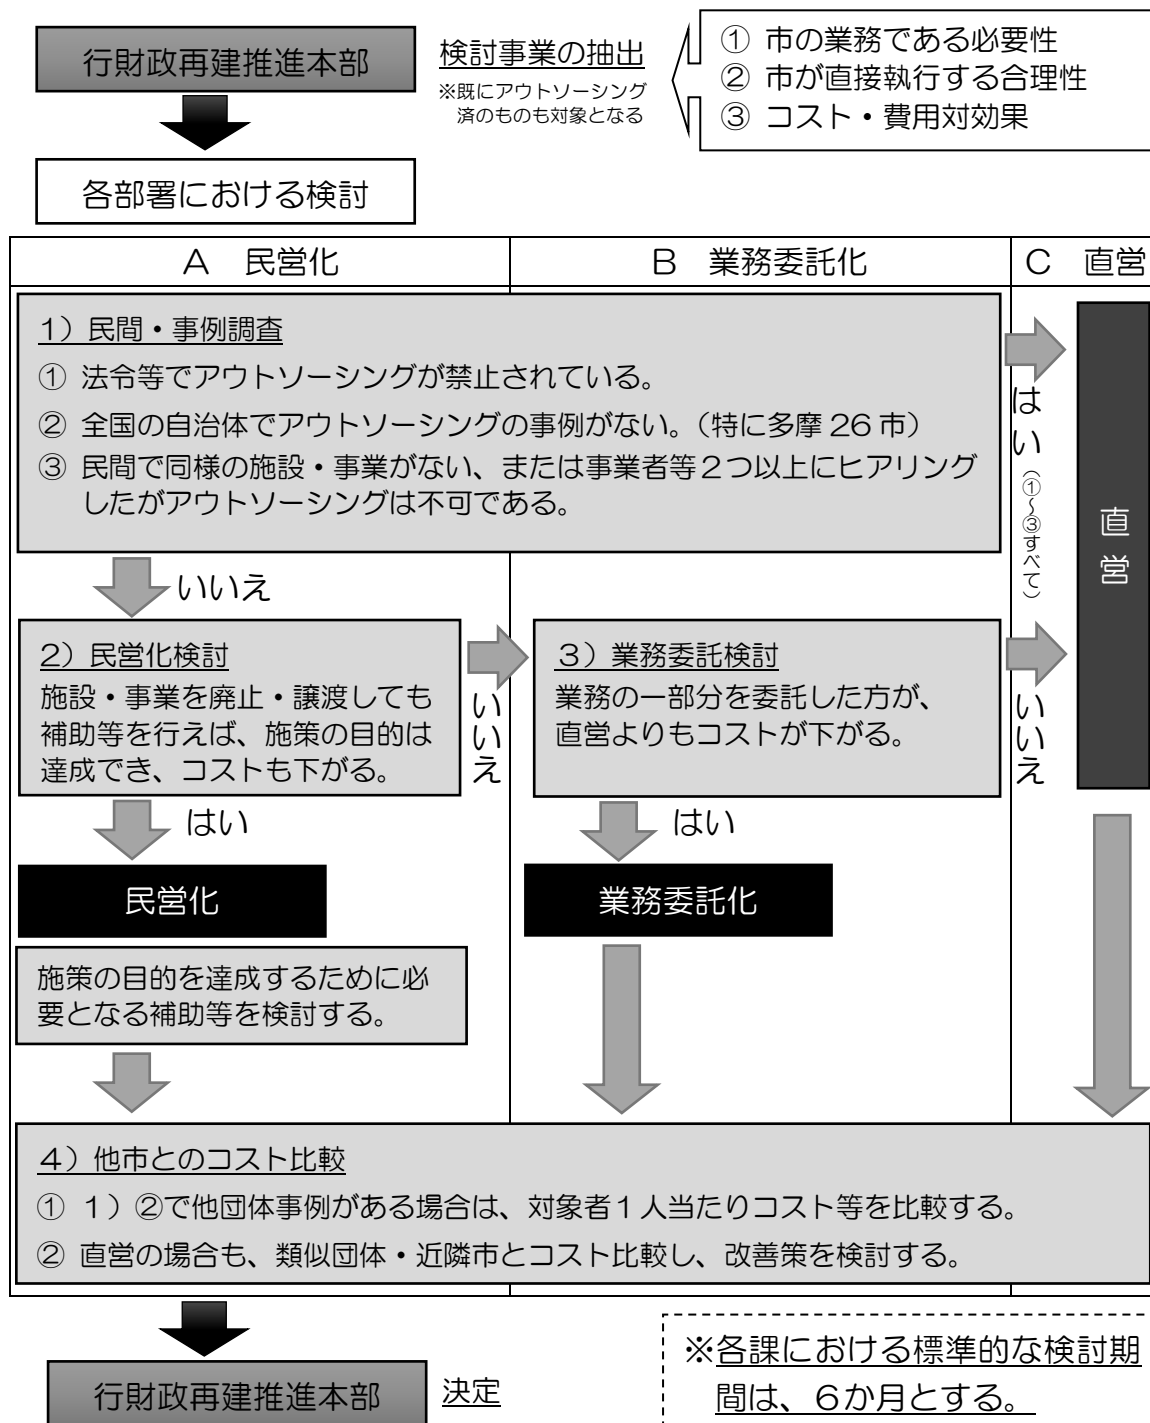 行財政再建推進本部
検討事業の抽出
※既にアウトソーシング
済のものも対象となる
① 市の業務である必要性
② 市が直接執行する合理性
③ コスト・費用対効果
各部署における検討
A 民営化
B 業務委託化
C 直営
1）民間・事例調査
① 法令等でアウトソーシングが禁止されている。
② 全国の自治体でアウトソーシングの事例がない。（特に多摩 26 市）
③ 民間で同様の施設・事業がない、または事業者等２つ以上にヒアリング
したがアウトソーシングは不可である。
はい（①～③すべて）
直営
いいえ
２）民営化検討
施設・事業を廃止・譲渡しても
補助等を行えば、施策の目的は
達成でき、コストも下がる。
いいえ
３）業務委託検討
業務の一部分を委託した方が、
直営よりもコストが下がる。
いいえ
はい
はい
民営化
業務委託化
施策の目的を達成するために必
要となる補助等を検討する。
４）他市とのコスト比較
① １）②で他団体事例がある場合は、対象者１人当たりコスト等を比較する。
② 直営の場合も、類似団体・近隣市とコスト比較し、改善策を検討する。
行財政再建推進本部
決定
※各課における標準的な検討期
間は、６か月とする。